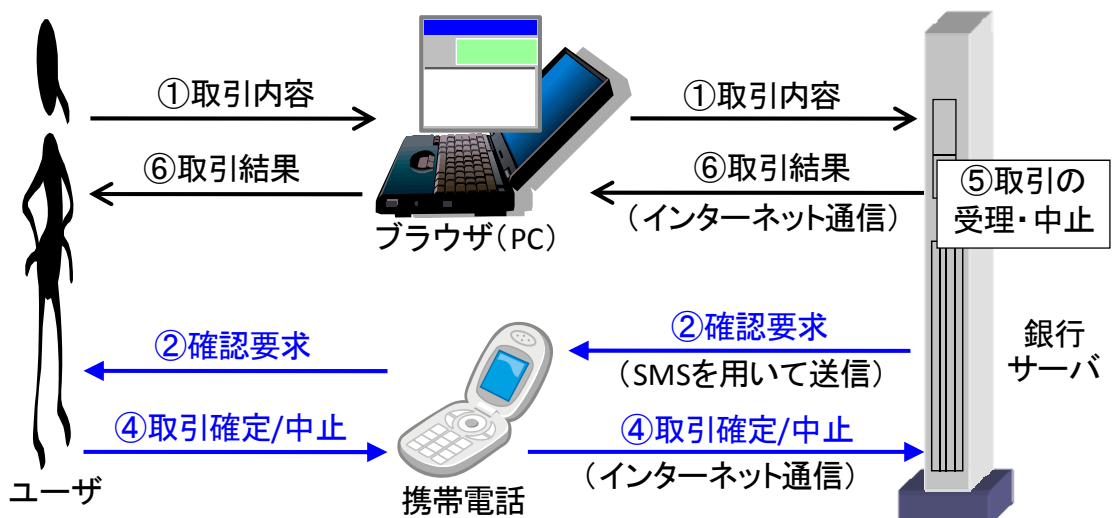 ①取引内容
①取引内容
⑥取引結果
⑥取引結果
(インターネット通信)
⑤取引の
受理・中止
ブラウザ(PC)
②確認要求
②確認要求
(SMSを用いて送信)
銀行
サーバ
④取引確定/中止
④取引確定/中止
(インターネット通信)
ユーザ
携帯電話